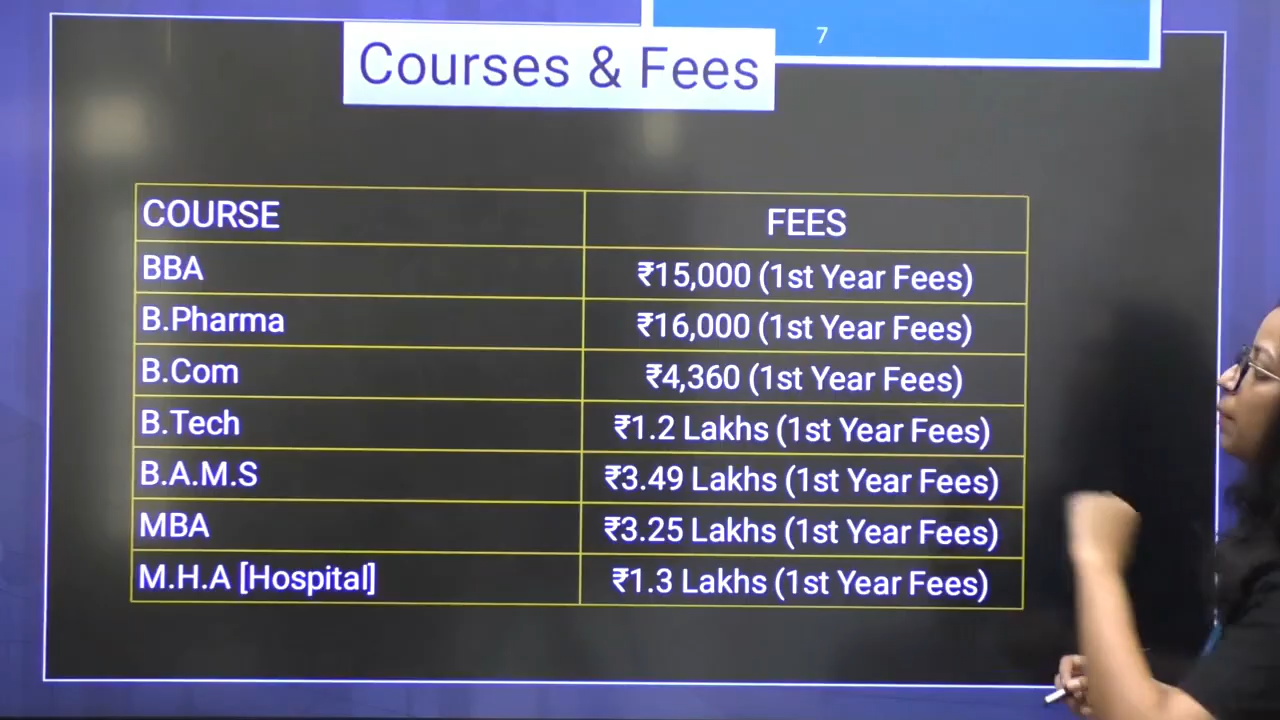 7
Courses & Fees
COURSE FEES
BBA ₹15,000 (1st Year Fees)
B.Pharma ₹16,000 (1st Year Fees)
B.Com ₹4,360 (1st Year Fees)
B.Tech ₹1.2 Lakhs (1st Year Fees)
B.A.M.S ₹3.49 Lakhs (1st Year Fees)
MBA ₹3.25 Lakhs (1st Year Fees)
M.H.A [Hospital] ₹1.3 Lakhs (1st Year Fees)